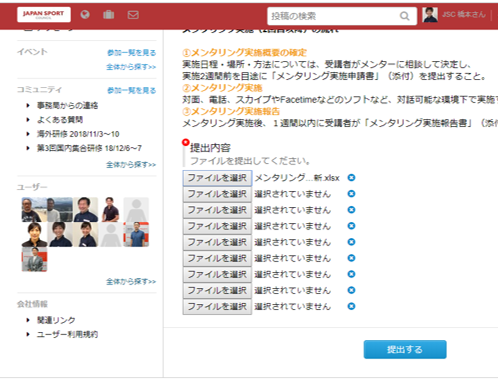 JAPAN SPORT
COUNCIL
投稿の検索
JSC 橋本さん
イベント
参加一覧を見る
全体から探す>>
コミュニティ
参加一覧を見る
事務局からの連絡
よくある質問
海外研修 2018/11/3～10
第3回国内集合研修 18/12/6～7
全体から探す>>
ユーザー
全体から探す>>
会社情報
関連リンク
ユーザー利用規約
①メンタリング実施概要の確定
実施日程・場所・方法については、受講者がメンターに相談して決定し、
実施2週間前を目途に「メンタリング実施申請書」（添付）を提出すること。
②メンタリング実施
対面、電話、スカイプやFacetimeなどのソフトなど、対話可能な環境下で実施す
③メンタリング実施報告
メンタリング実施後、1週間以内に受講者が「メンタリング実施報告書」（添付
提出内容
ファイルを提出してください。
ファイルを選択 メンタリング...新.xlsx
ファイルを選択 選択されていません
ファイルを選択 選択されていません
ファイルを選択 選択されていません
ファイルを選択 選択されていません
ファイルを選択 選択されていません
ファイルを選択 選択されていません
ファイルを選択 選択されていません
ファイルを選択 選択されていません
提出する